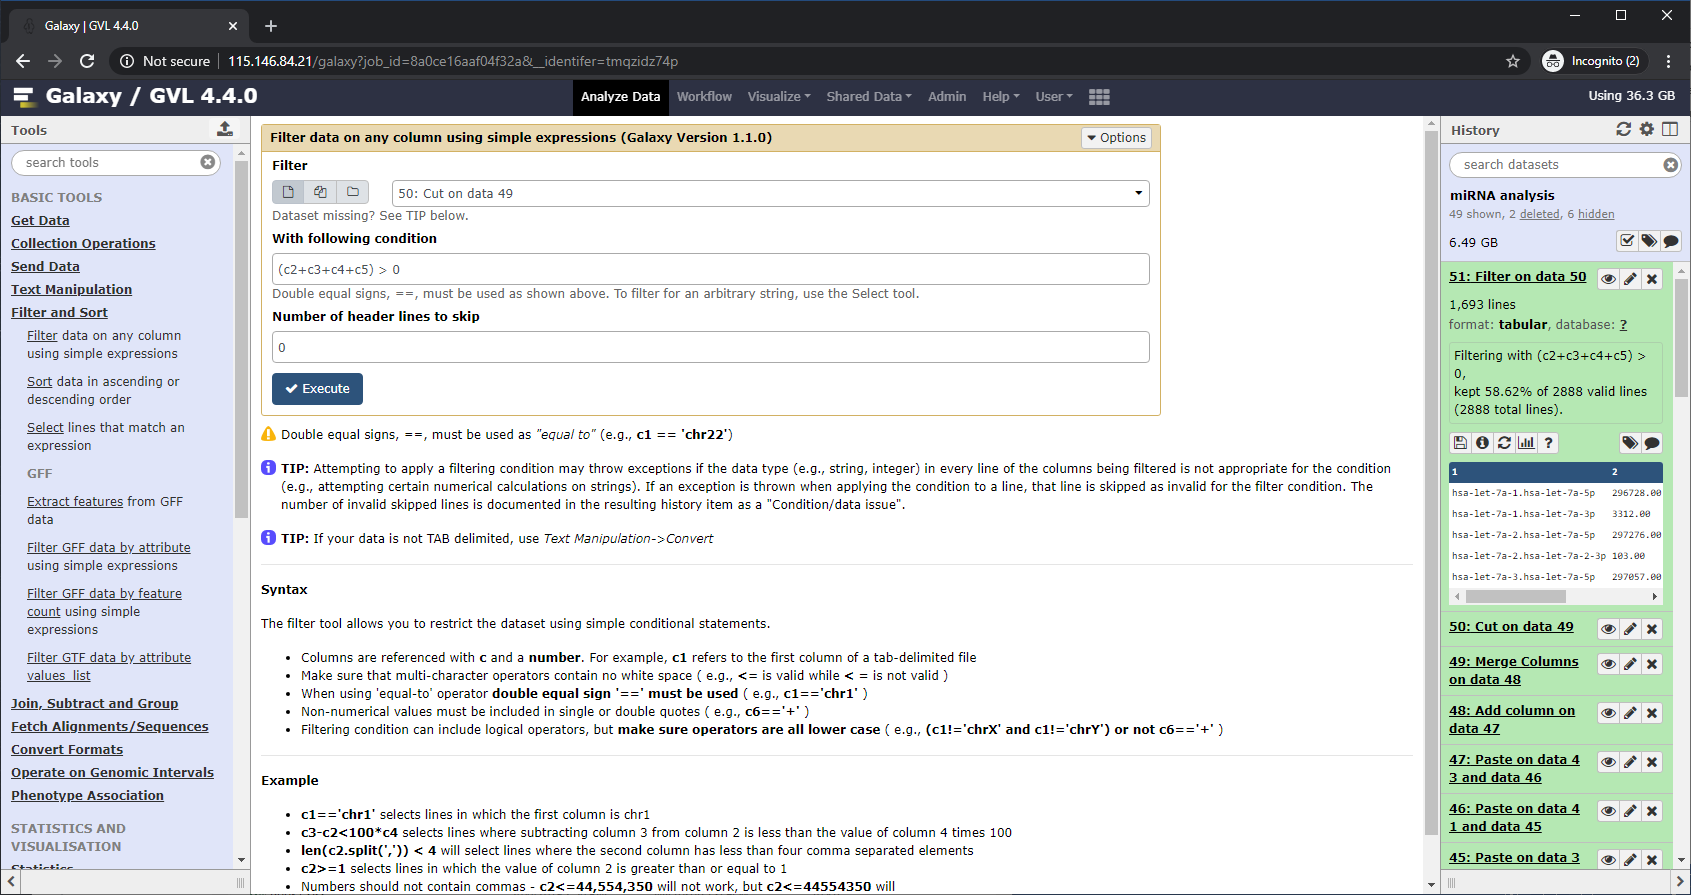 Galaxy | GVL 4.4.0
Not secure | 115.146.84.21/galaxy?job_id=8a0ce16aaf04f32a&__identifer=tmqzidz74p
Incognito (2)
Galaxy / GVL 4.4.0
Analyze Data Workflow Visualize Shared Data Admin Help User
Using 36.3 GB
Tools
search tools
BASIC TOOLS
Get Data
Collection Operations
Send Data
Text Manipulation
Filter and Sort
Filter data on any column
using simple expressions
Sort data in ascending or
descending order
Select lines that match an
expression
GFF
Extract features from GFF
data
Filter GFF data by attribute
using simple expressions
Filter GFF data by feature
count using simple
expressions
Filter GTF data by attribute
values_list
Join, Subtract and Group
Fetch Alignments/Sequences
Convert Formats
Operate on Genomic Intervals
Phenotype Association
STATISTICS AND
VISUALISATION
Statistics
Filter data on any column using simple expressions (Galaxy Version 1.1.0)
Options
Filter
50: Cut on data 49
Dataset missing? See TIP below.
With following condition
(c2+c3+c4+c5) > 0
Double equal signs, ==, must be used as shown above. To filter for an arbitrary string, use the Select tool.
Number of header lines to skip
0
Execute
Double equal signs, ==, must be used as "equal to" (e.g., c1 == 'chr22')
TIP: Attempting to apply a filtering condition may throw exceptions if the data type (e.g., string, integer) in every line of the columns being filtered is not appropriate for the condition
(e.g., attempting certain numerical calculations on strings). If an exception is thrown when applying the condition to a line, that line is skipped as invalid for the filter condition. The
number of invalid skipped lines is documented in the resulting history item as a "Condition/data issue".
TIP: If your data is not TAB delimited, use Text Manipulation->Convert
Syntax
The filter tool allows you to restrict the dataset using simple conditional statements.
• Columns are referenced with c and a number. For example, c1 refers to the first column of a tab-delimited file
• Make sure that multi-character operators contain no white space ( e.g., <= is valid while < = is not valid )
• When using 'equal-to' operator double equal sign '==' must be used ( e.g., c1=='chr1' )
• Non-numerical values must be included in single or double quotes ( e.g., c6=='+' )
• Filtering condition can include logical operators, but make sure operators are all lower case ( e.g., (c1!='chrX' and c1!='chrY') or not c6=='+' )
Example
• c1=='chr1' selects lines in which the first column is chr1
• c3-c2<100*c4 selects lines where subtracting column 3 from column 2 is less than the value of column 4 times 100
• len(c2.split(',')) < 4 will select lines where the second column has less than four comma separated elements
• c2>=1 selects lines in which the value of column 2 is greater than or equal to 1
• Numbers should not contain commas - c2<=44,554,350 will not work, but c2<=44554350 will
History
search datasets
miRNA analysis
49 shown, 2 deleted, 6 hidden
6.49 GB
51: Filter on data 50
1,693 lines
format: tabular, database: ?
Filtering with (c2+c3+c4+c5) >
0,
kept 58.62% of 2888 valid lines
(2888 total lines).
1 2
hsa-let-7a-1.hsa-let-7a-5p 296728.00
hsa-let-7a-1.hsa-let-7a-3p 3312.00
hsa-let-7a-2.hsa-let-7a-5p 297276.00
hsa-let-7a-2.hsa-let-7a-2-3p 103.00
hsa-let-7a-3.hsa-let-7a-5p 297057.00
50: Cut on data 49
49: Merge Columns
on data 48
48: Add column on
data 47
47: Paste on data 4
3 and data 46
46: Paste on data 4
1 and data 45
45: Paste on data 3